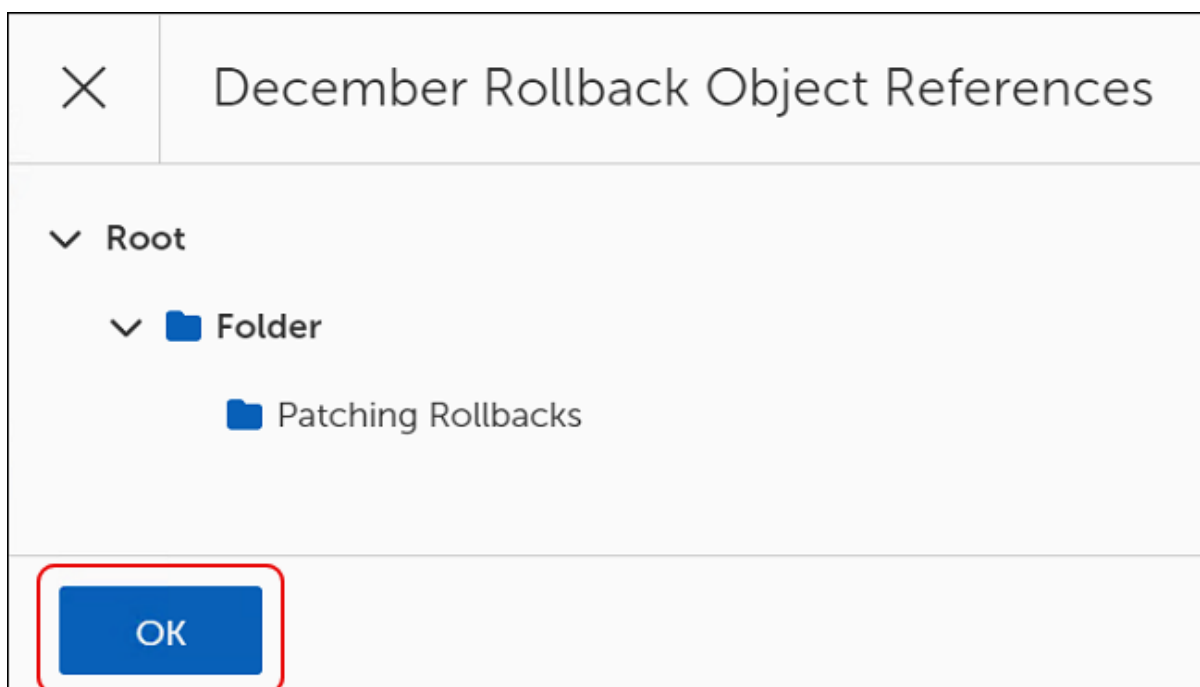 December Rollback Object References
Root
Folder
Patching Rollbacks
OK